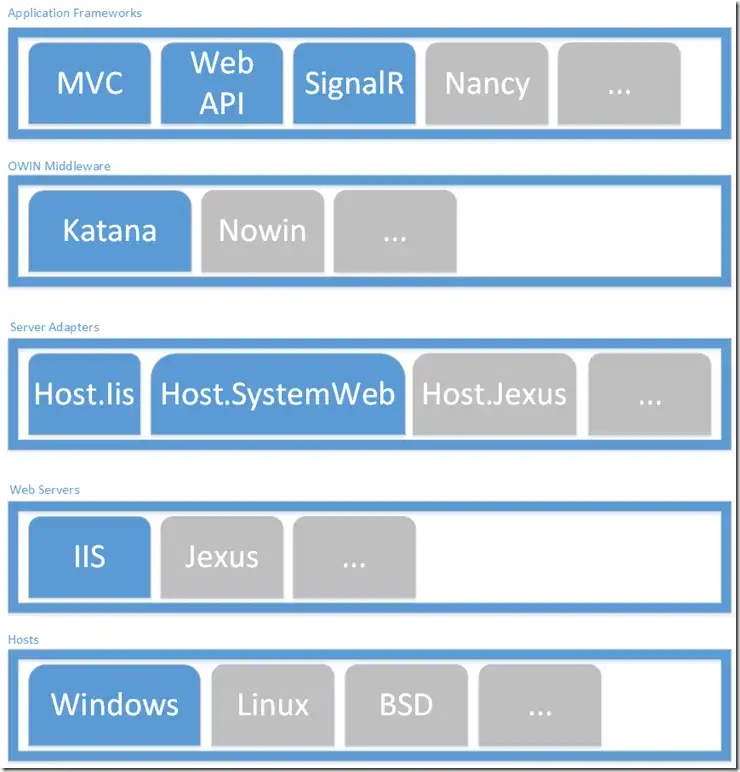 Application Frameworks
MVC
Web
API
SignalR
Nancy
...
OWIN Middleware
Katana
Nowin
...
Server Adapters
Host.Iis
Host.SystemWeb
Host.Jexus
...
Web Servers
IIS
Jexus
...
Hosts
Windows
Linux
BSD
...